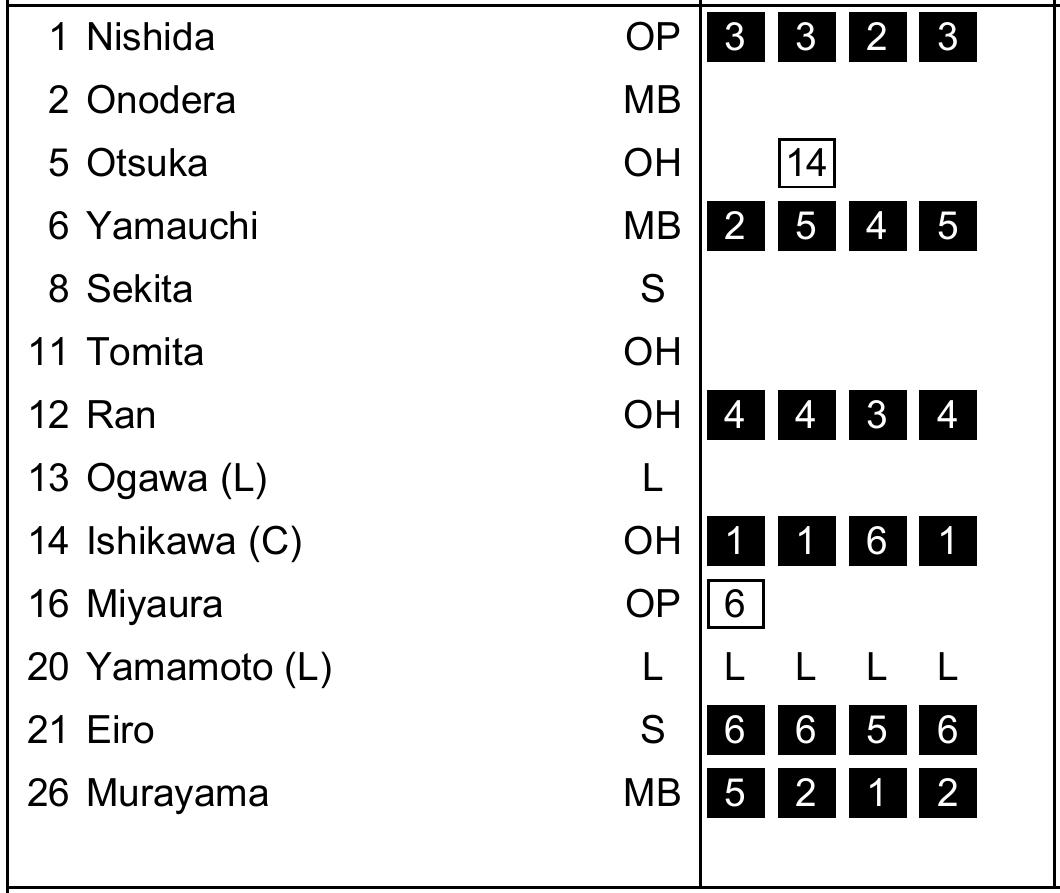 1 Nishida OP 3 3 2 3
2 Onodera MB
5 Otsuka OH 14
6 Yamauchi MB 2 5 4 5
8 Sekita S
11 Tomita OH
12 Ran OH 4 4 3 4
13 Ogawa (L) L
14 Ishikawa (C) OH 1 1 6 1
16 Miyaura OP 6
20 Yamamoto (L) L L L L L
21 Eiro S 6 6 5 6
26 Murayama MB 5 2 1 2